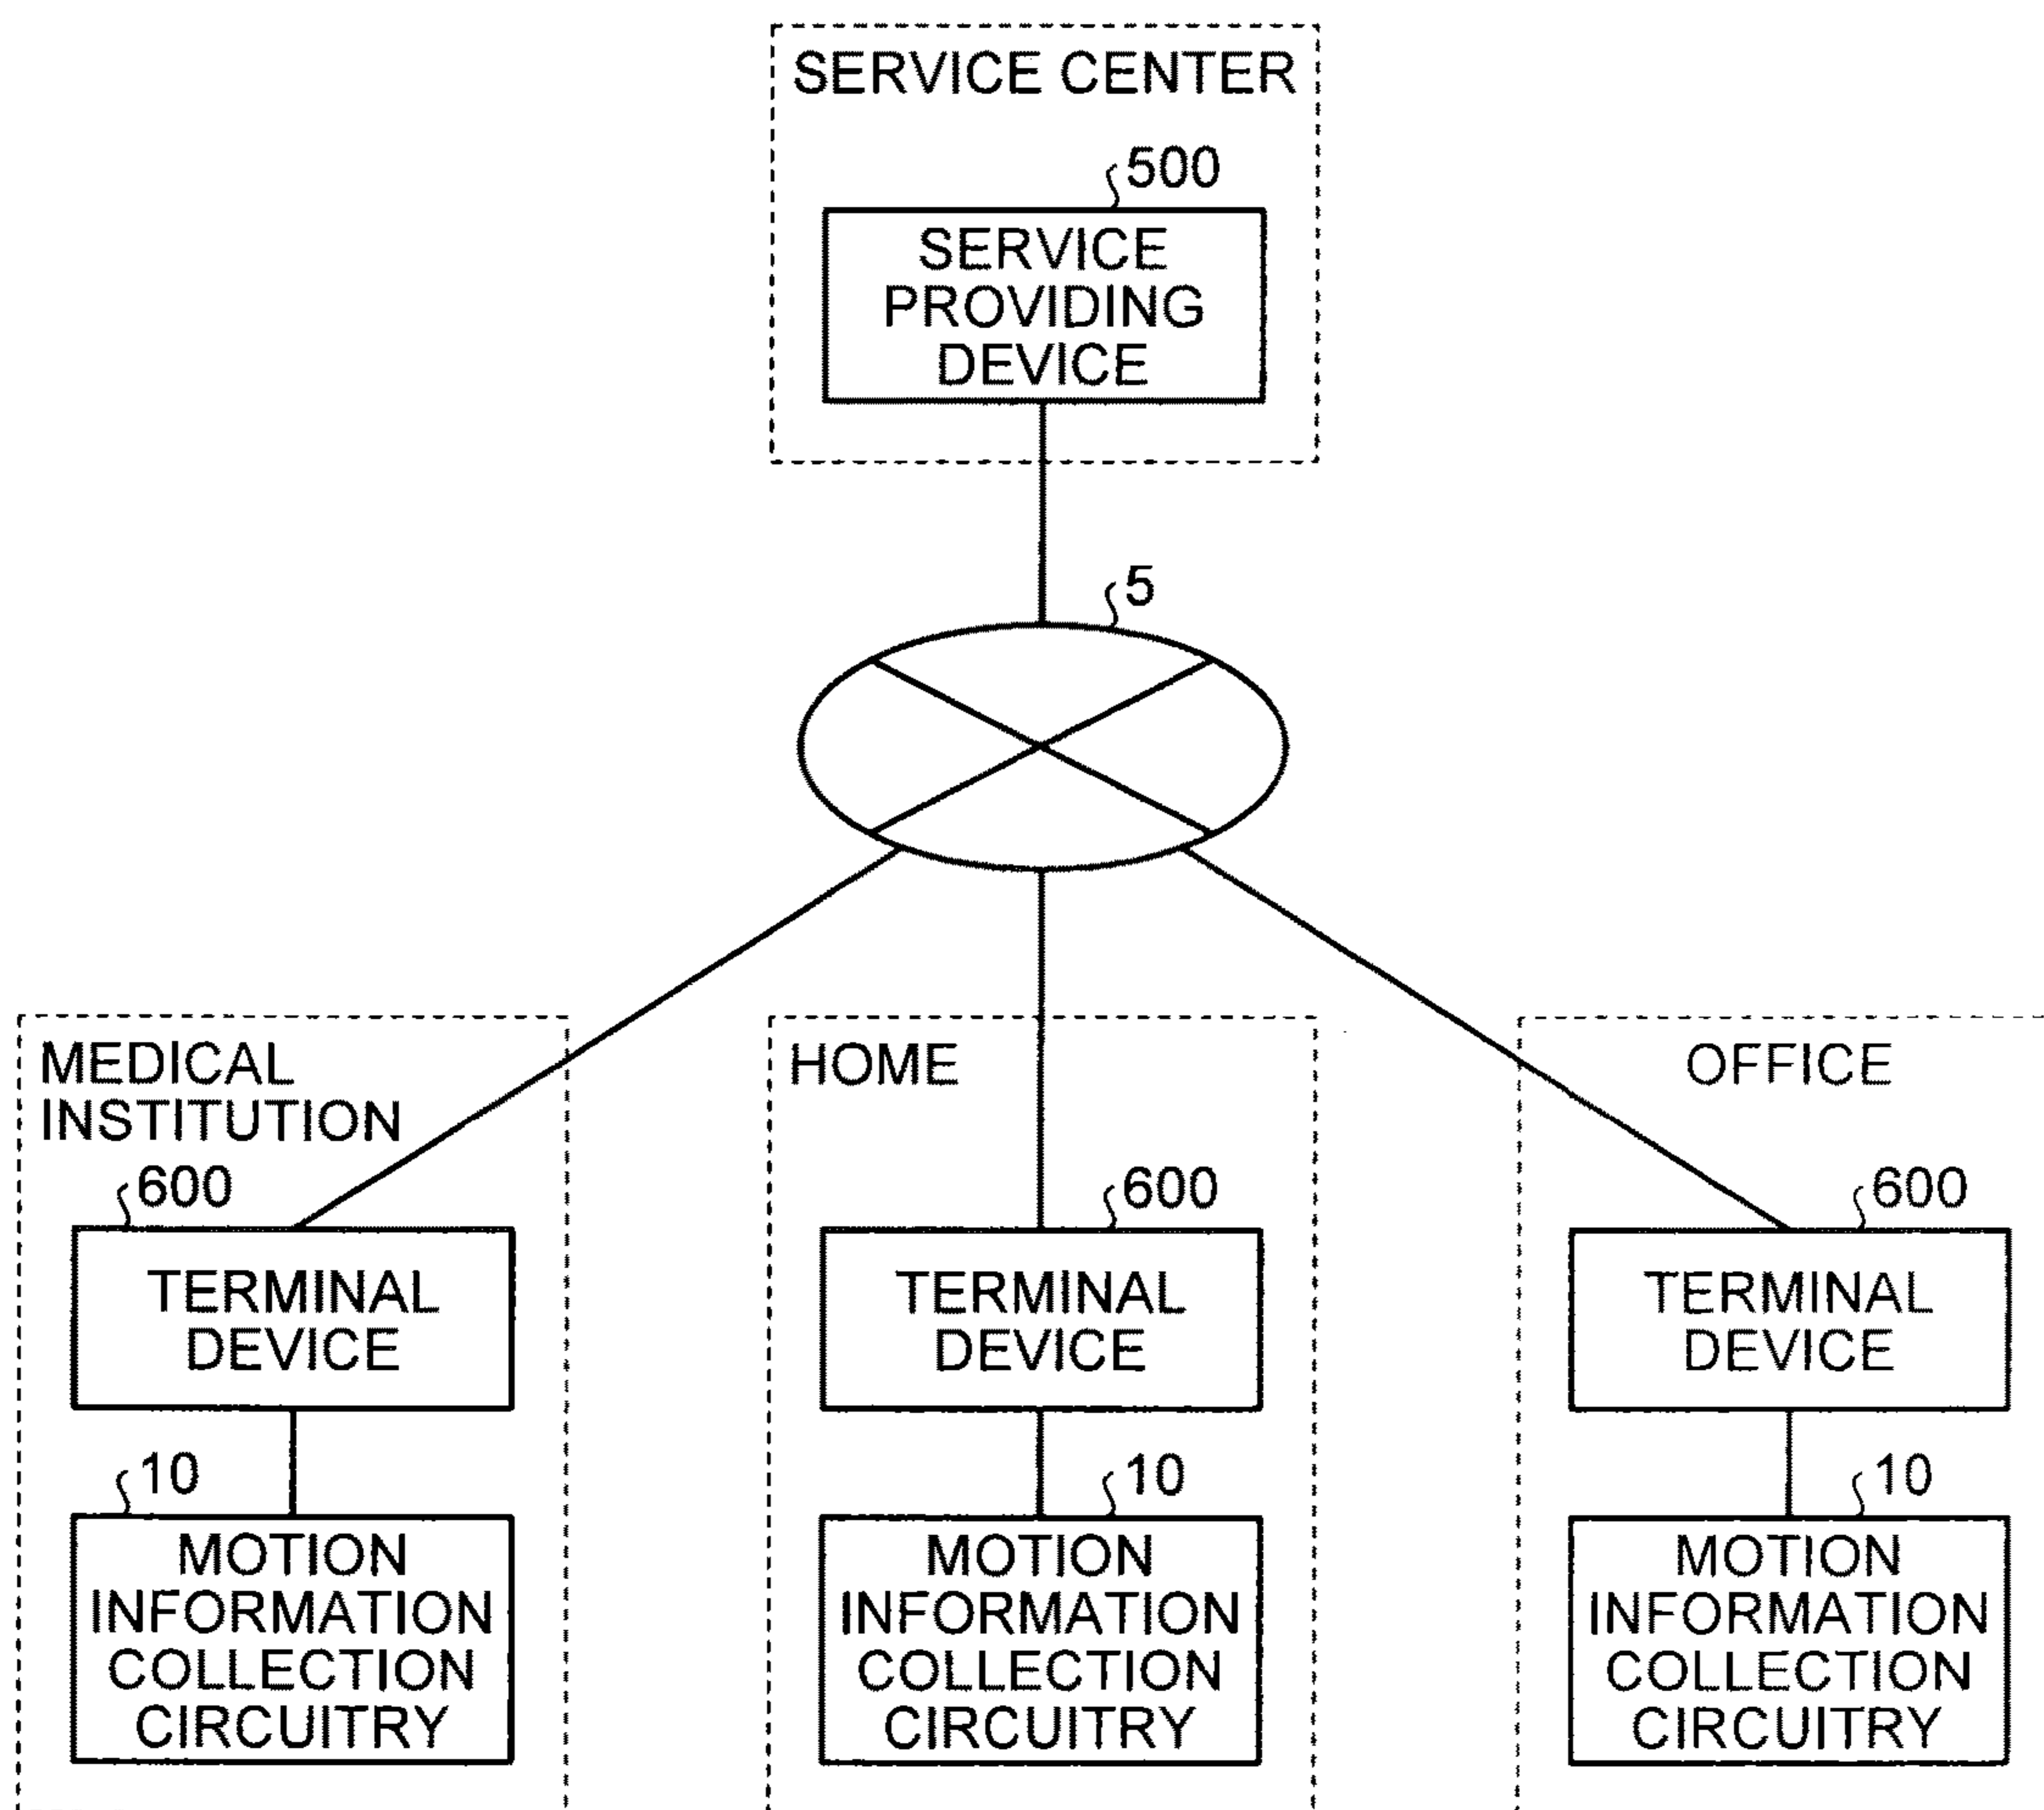 SERVICE CENTER
500
SERVICE
PROVIDING
DEVICE
5
MEDICAL
INSTITUTION
600
TERMINAL
DEVICE
10
MOTION
INFORMATION
COLLECTION
CIRCUITRY
HOME
600
TERMINAL
DEVICE
10
MOTION
INFORMATION
COLLECTION
CIRCUITRY
OFFICE
600
TERMINAL
DEVICE
10
MOTION
INFORMATION
COLLECTION
CIRCUITRY